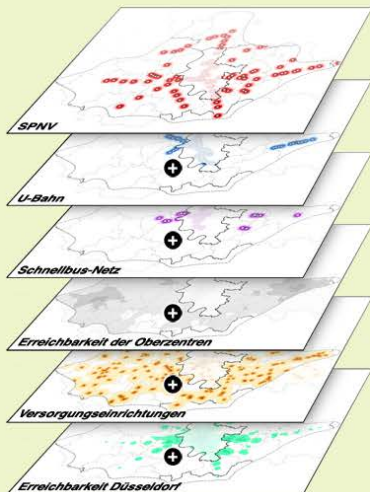 SPNV
U-Bahn
Schnellbus-Netz
Erreichbarkeit der Oberzentren
Versorgungseinrichtungen
Erreichbarkeit Düsseldorf